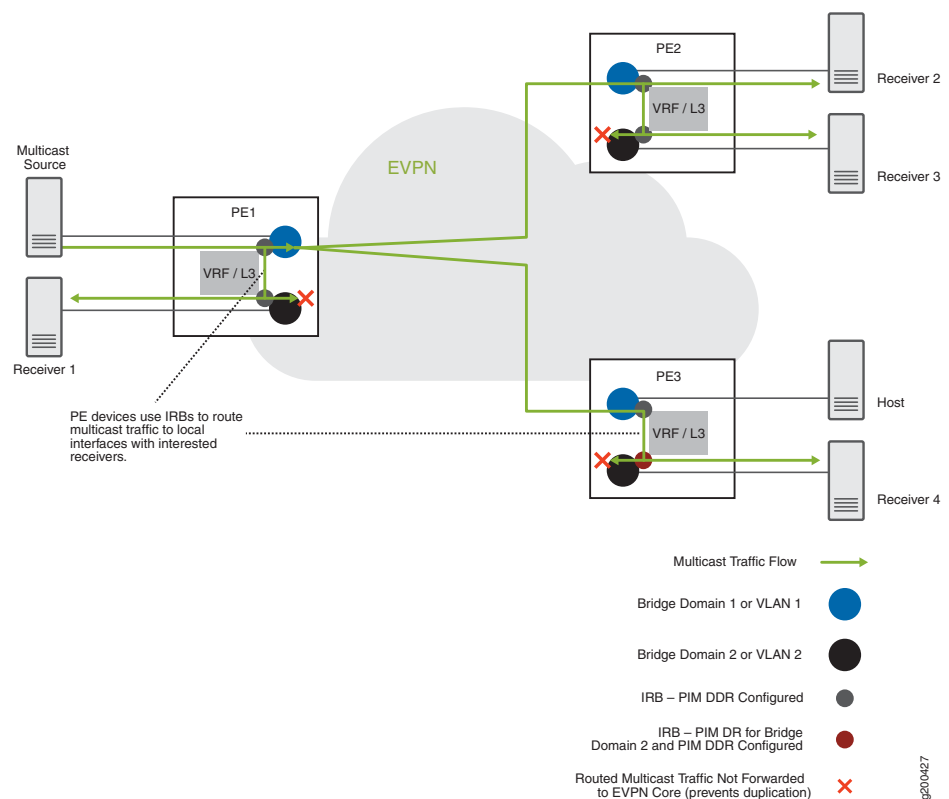 PE2
Receiver 2
VRF / L3
Receiver 3
Multicast
Source
EVPN
PE1
VRF / L3
Receiver 1
PE devices use IRBs to route
multicast traffic to local
interfaces with interested
receivers.
PE3
Host
VRF / L3
Receiver 4
Multicast Traffic Flow
Bridge Domain 1 or VLAN 1
Bridge Domain 2 or VLAN 2
IRB – PIM DDR Configured
IRB – PIM DR for Bridge
Domain 2 and PIM DDR Configured
Routed Multicast Traffic Not Forwarded
to EVPN Core (prevents duplication)
g200427